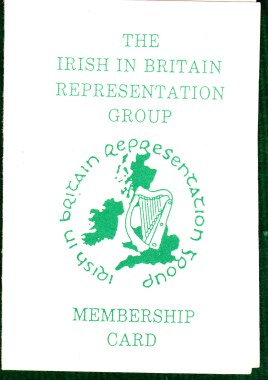 THE
IRISH IN BRITAIN
REPRESENTATION
GROUP
IRISH IN BRITAIN REPRESENTATION GROUP
MEMBERSHIP
CARD